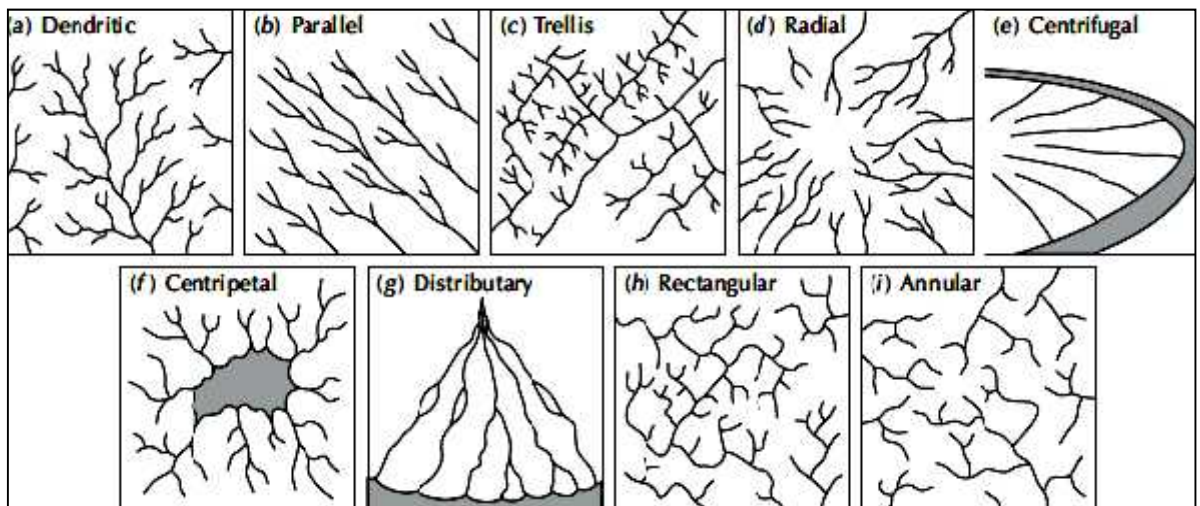 (a) Dendritic
(b) Parallel
(c) Trellis
(d) Radial
(e) Centrifugal
(f) Centripetal
(g) Distributary
(h) Rectangular
(i) Annular